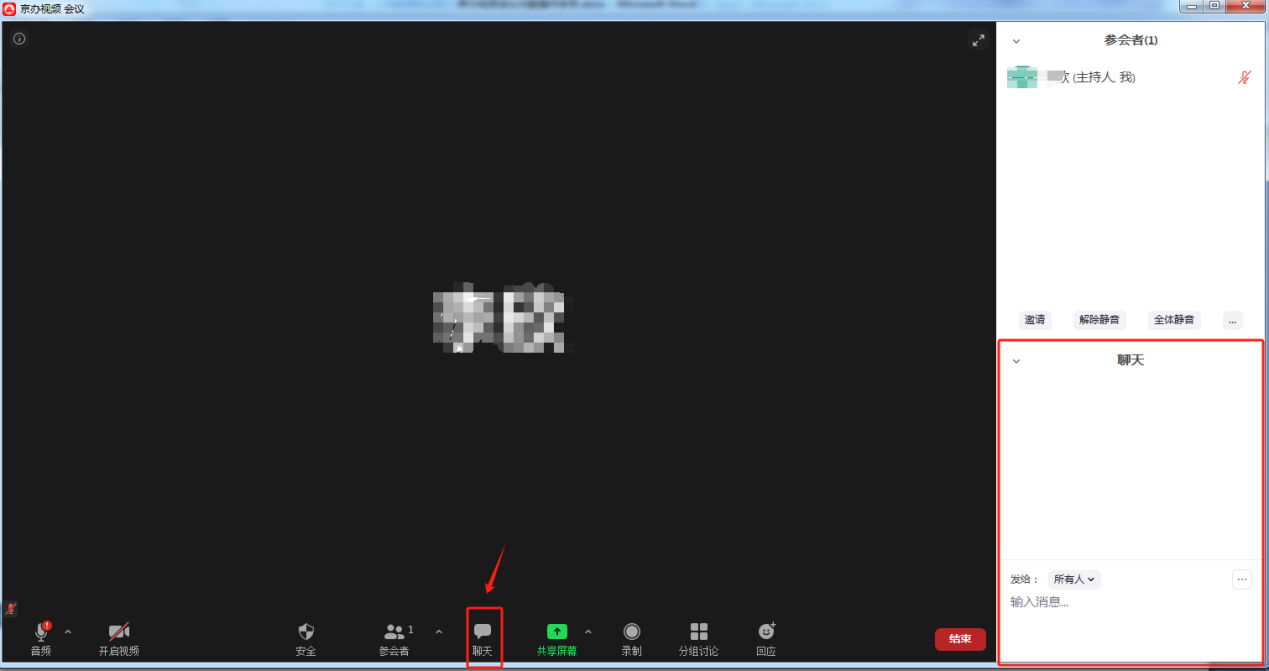 京办视频 会议
参会者(1)
(主持人, 我)
邀请
解除静音
全体静音
...
聊天
发给：
所有人
...
输入消息...
音频
开启视频
安全
1
参会者
聊天
共享屏幕
录制
分组讨论
回应
结束